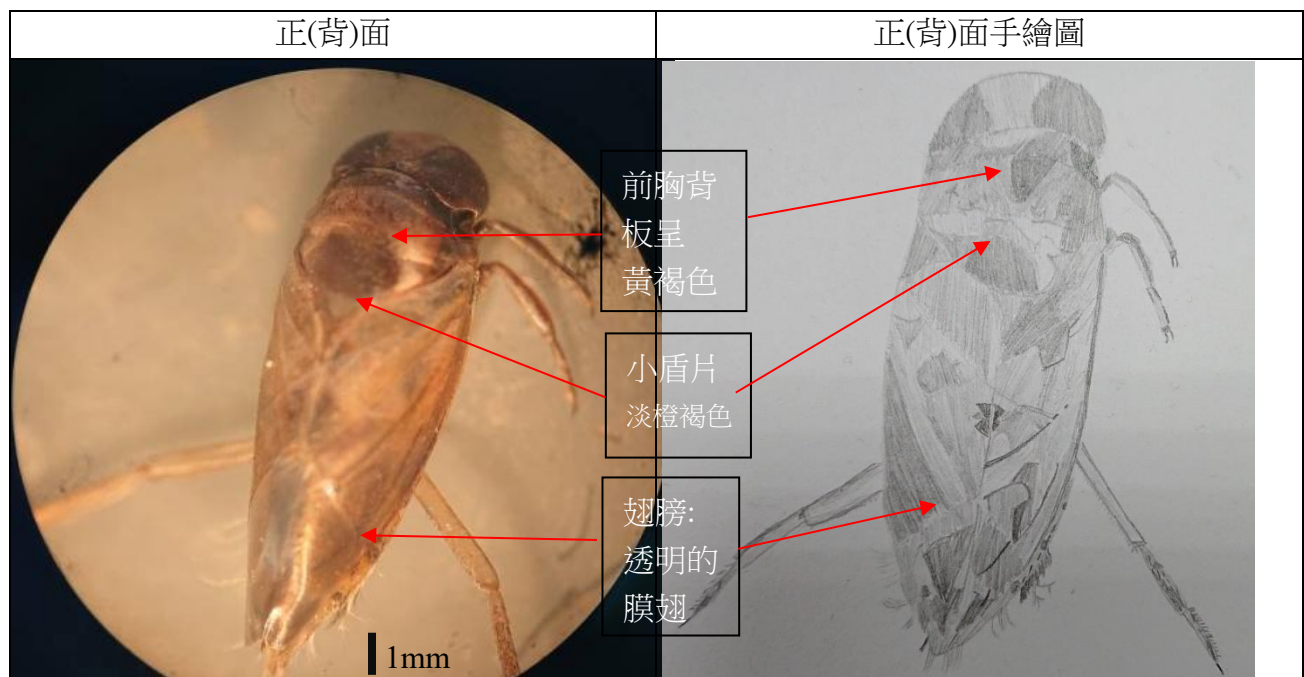 正(背)面
正(背)面手繪圖
前胸背
板呈
黃褐色
小盾片
淡橙褐色
翅膀:
透明的
膜翅
1mm